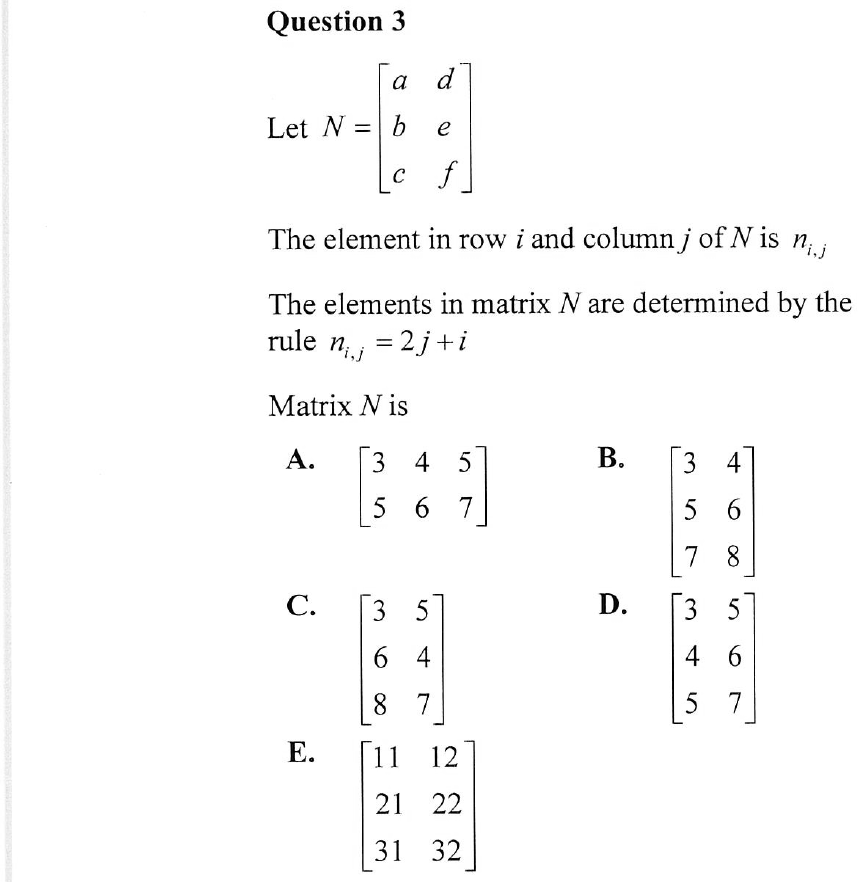 Question 3
Let N = [a d
b e
c f]
The element in row i and column j of N is n_{i,j}
The elements in matrix N are determined by the
rule n_{i,j} = 2j + i
Matrix N is
A. [3 4 5
5 6 7]
B. [3 4
5 6
7 8]
C. [3 5
6 4
8 7]
D. [3 5
4 6
5 7]
E. [11 12
21 22
31 32]